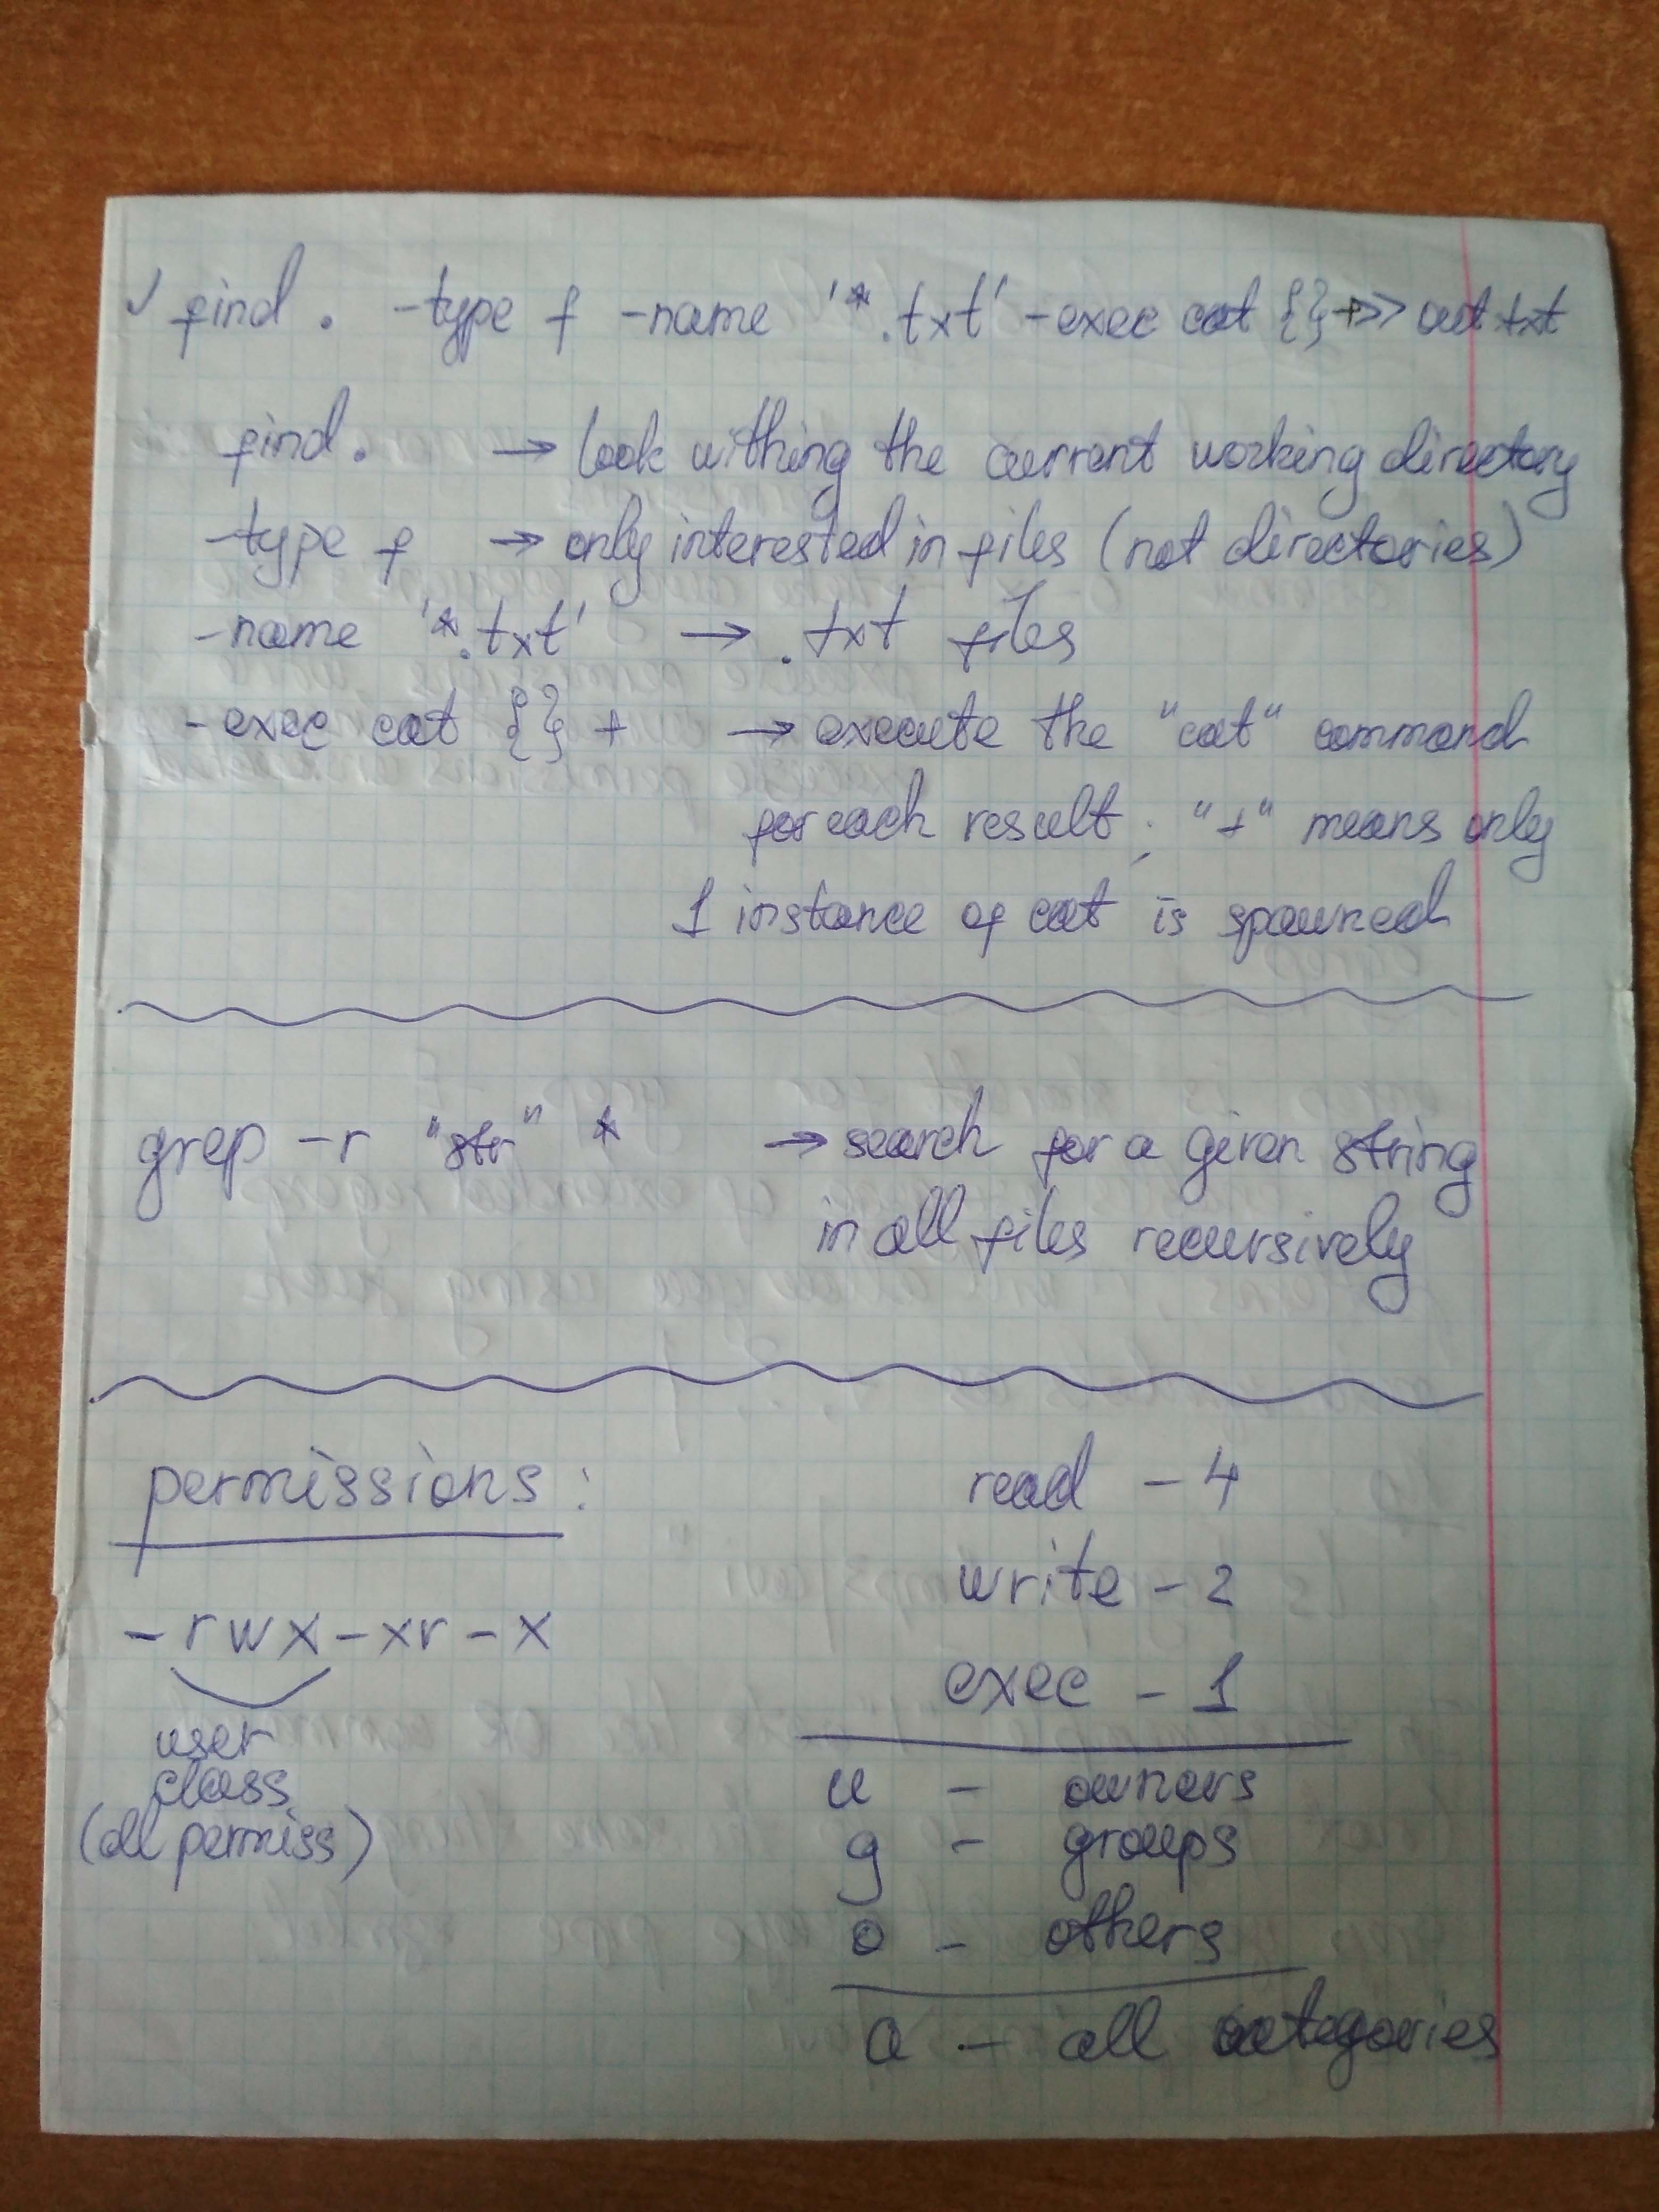 ✓ find . -type f -name '*.txt' -exec cat {} + >> out txt
find . → look withing the current working directory
-type f → only interested in files (not directories)
-name '*.txt' → .txt files
-exec cat {} + → execute the "cat" command
for each result; "+" means only
1 instance of cat is spawned
grep -r "str" * → search for a given string
in all files recursively
permissions:
-rwx-xr-x
user
class
(all permiss)
read - 4
write - 2
exec - 1
u - owners
g - groups
o - others
a - all categories